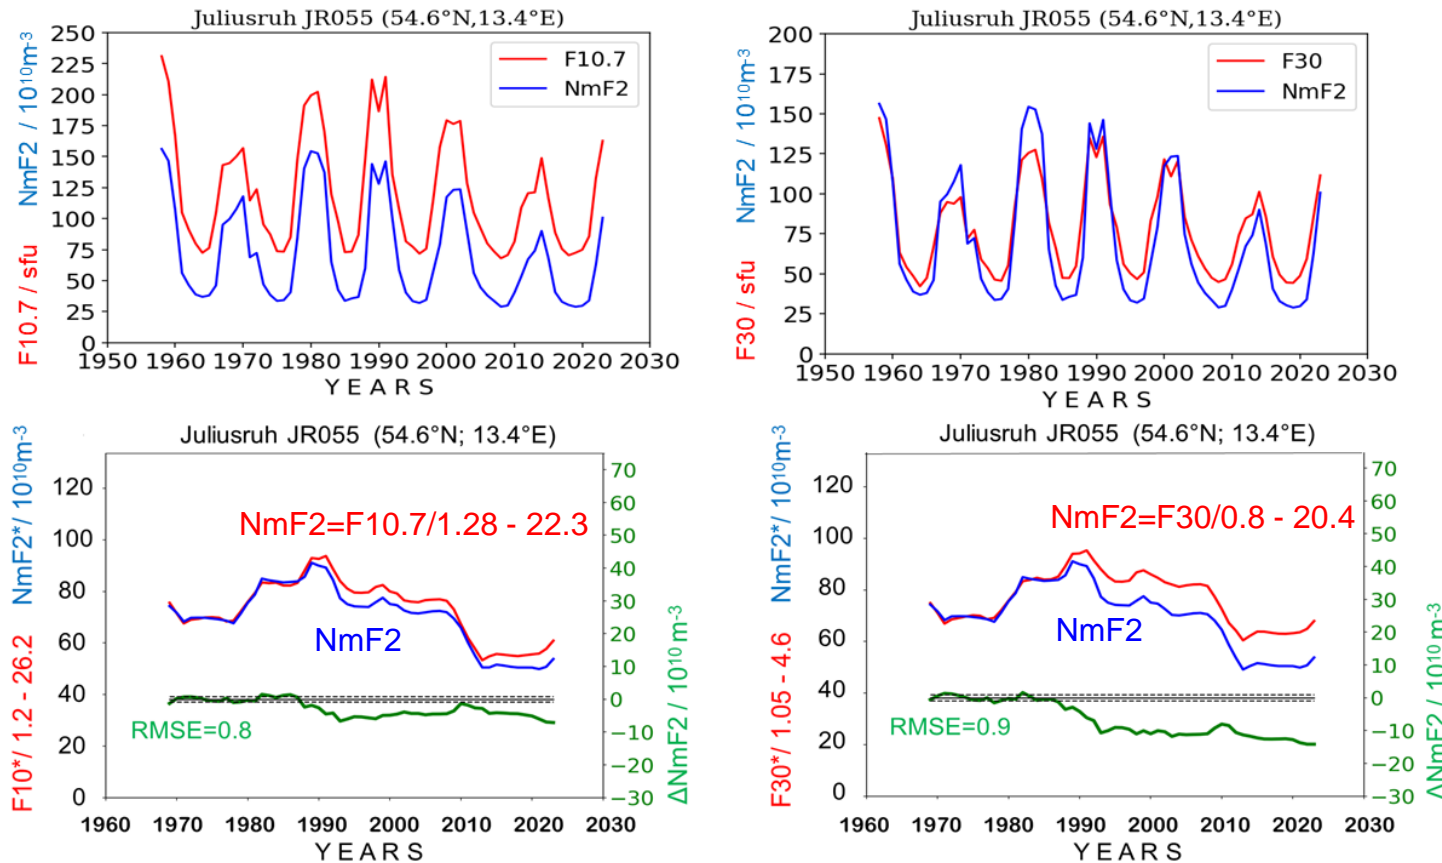 Juliusruh JR055 (54.6°N,13.4°E)
NmF2 / 10¹⁰m⁻³
F10.7 / sfu
250
225
200
175
150
125
100
75
50
25
0
F10.7
NmF2
1950 1960 1970 1980 1990 2000 2010 2020 2030
Y E A R S
Juliusruh JR055 (54.6°N,13.4°E)
NmF2 / 10¹⁰m⁻³
F30 / sfu
200
175
150
125
100
75
50
25
0
F30
NmF2
1950 1960 1970 1980 1990 2000 2010 2020 2030
Y E A R S
Juliusruh JR055 (54.6°N; 13.4°E)
NmF2*/ 10¹⁰m⁻³
F10*/ 1.2 - 26.2
120
100
80
60
40
20
0
NmF2=F10.7/1.28 - 22.3
NmF2
RMSE=0.8
70
60
50
40
30
20
10
0
−10
−20
−30
ΔNmF2 / 10¹⁰ m⁻³
1960 1970 1980 1990 2000 2010 2020 2030
Y E A R S
Juliusruh JR055 (54.6°N; 13.4°E)
NmF2*/ 10¹⁰m⁻³
F30*/ 1.05 - 4.6
120
100
80
60
40
20
0
NmF2=F30/0.8 - 20.4
NmF2
RMSE=0.9
70
60
50
40
30
20
10
0
−10
−20
−30
ΔNmF2 / 10¹⁰ m⁻³
1960 1970 1980 1990 2000 2010 2020 2030
Y E A R S